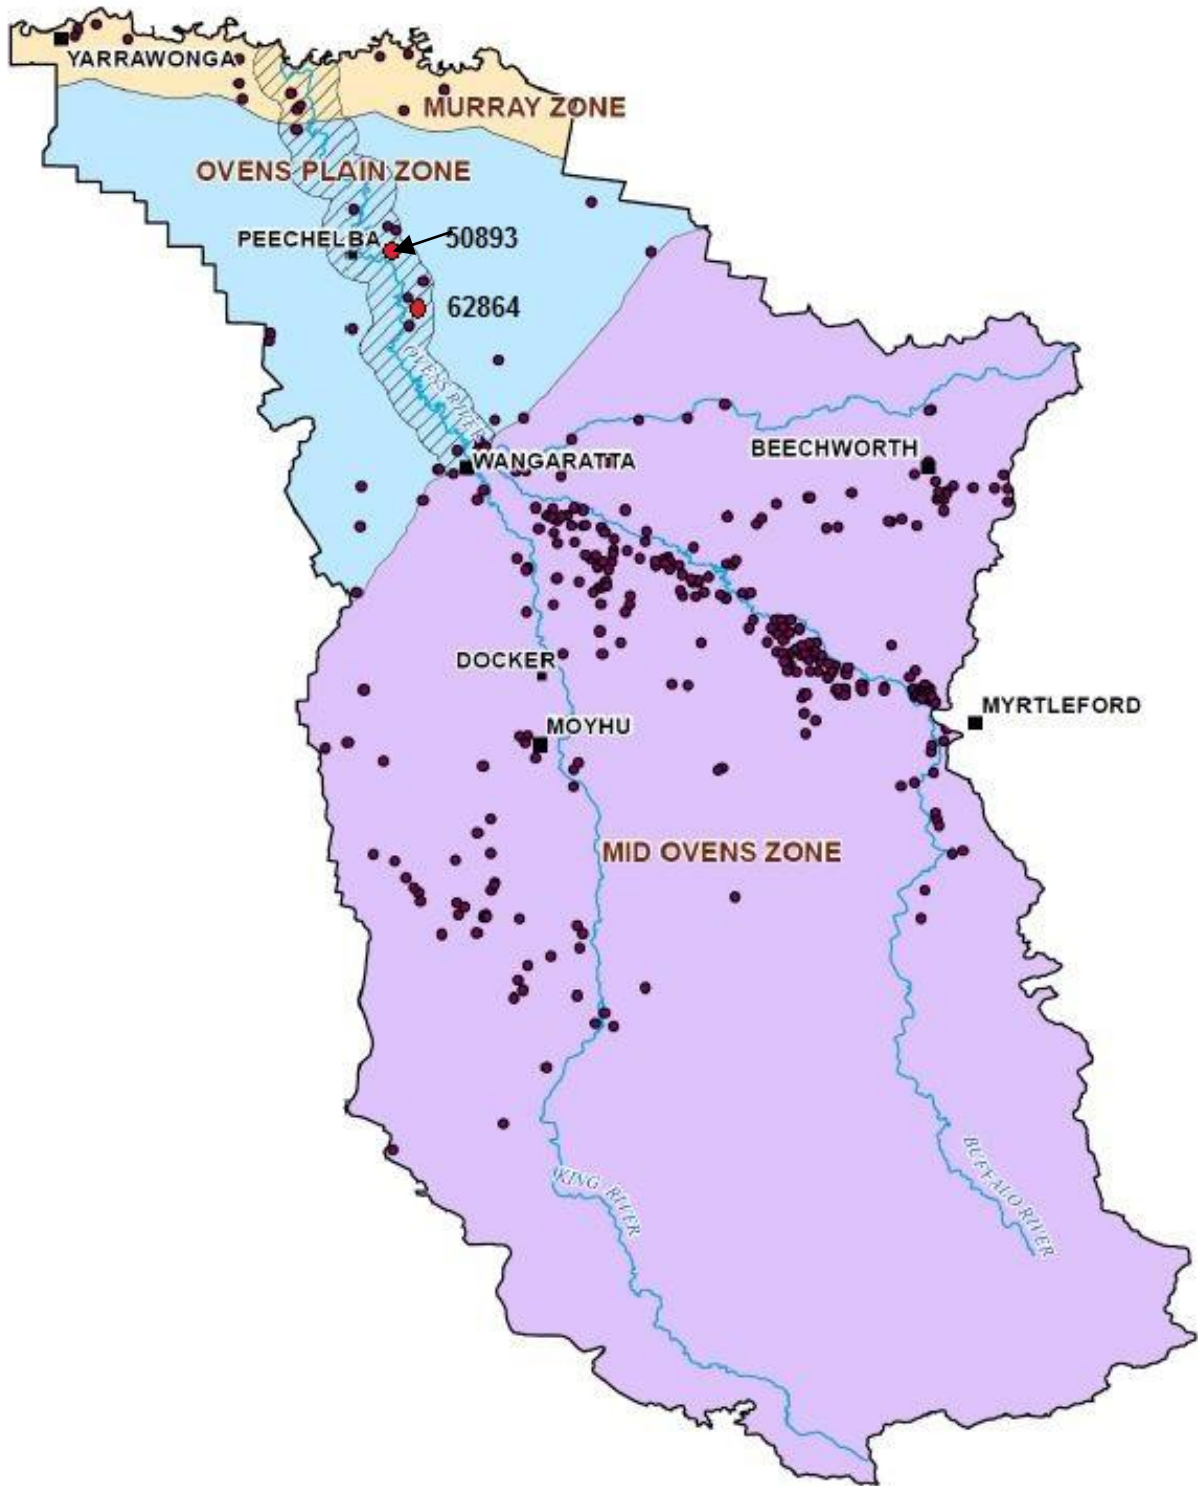 YARRAWONGA
MURRAY ZONE
OVENS PLAIN ZONE
PEECHELBA
50893
62864
OVENS RIVER
WANGARATTA
BEECHWORTH
DOCKER
MYRTLEFORD
MOYHU
MID OVENS ZONE
KING RIVER
BUFFALO RIVER